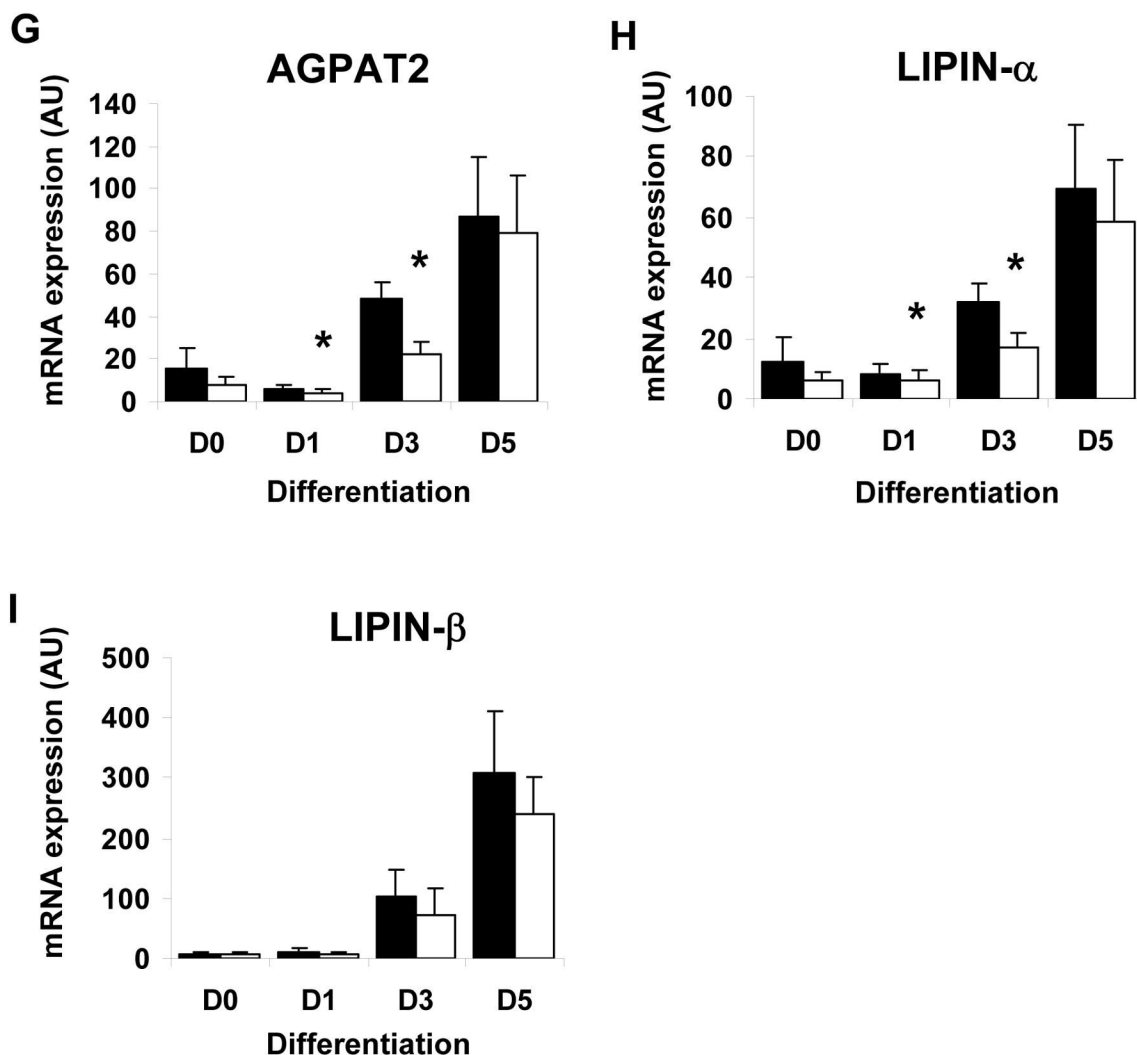 G
AGPAT2
mRNA expression (AU)
140
120
100
80
60
40
20
0
*
*
D0 D1 D3 D5
Differentiation
H
LIPIN-α
mRNA expression (AU)
100
80
60
40
20
0
*
*
D0 D1 D3 D5
Differentiation
I
LIPIN-β
mRNA expression (AU)
500
400
300
200
100
0
D0 D1 D3 D5
Differentiation